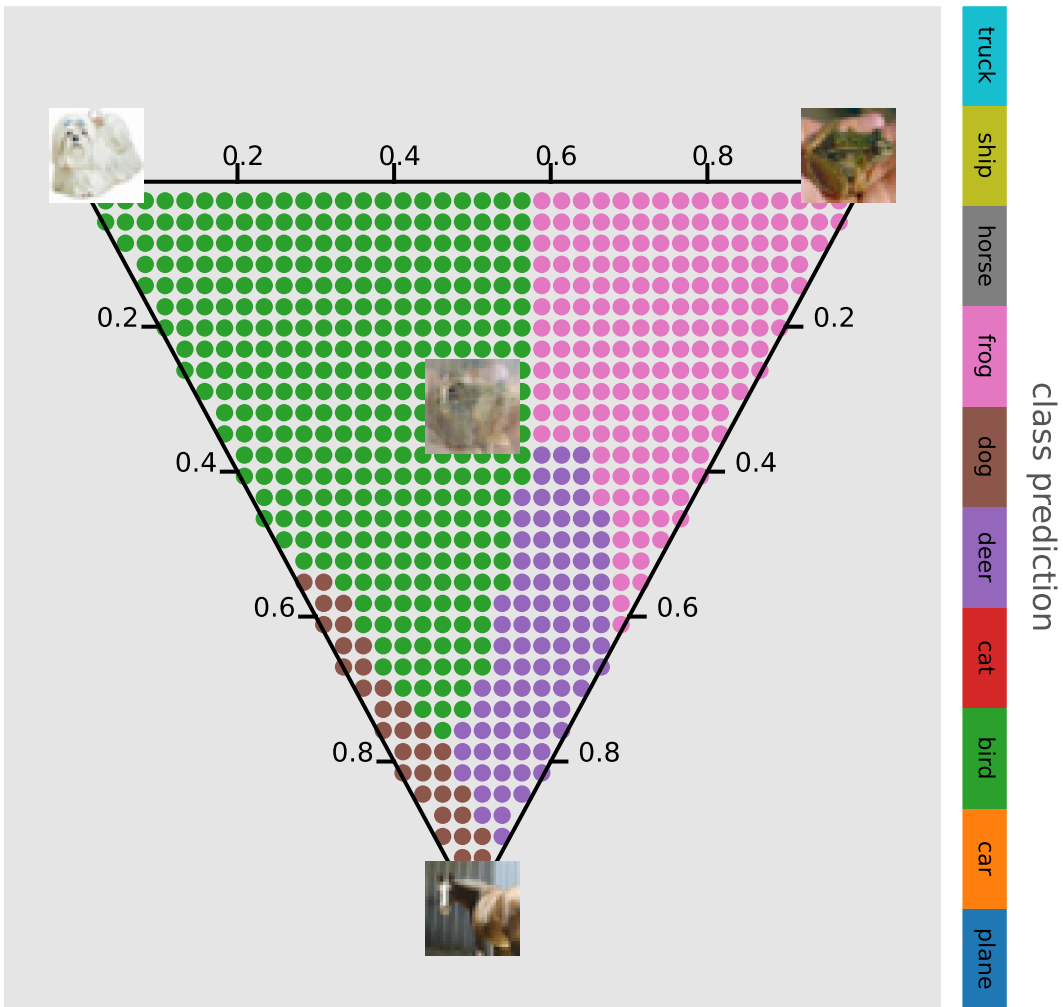 0.2 0.4 0.6 0.8
0.2 0.2
0.4 0.4
0.6 0.6
0.8 0.8
truck
ship
horse
frog
dog
deer
cat
bird
car
plane
class prediction